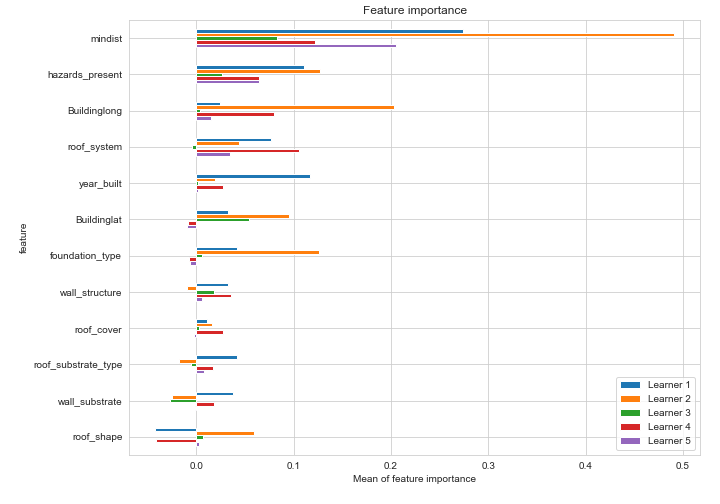 Feature importance
mindist
hazards_present
Buildinglong
roof_system
year_built
Buildinglat
foundation_type
wall_structure
roof_cover
roof_substrate_type
wall_substrate
roof_shape
feature
0.0 0.1 0.2 0.3 0.4 0.5
Mean of feature importance
Learner 1
Learner 2
Learner 3
Learner 4
Learner 5